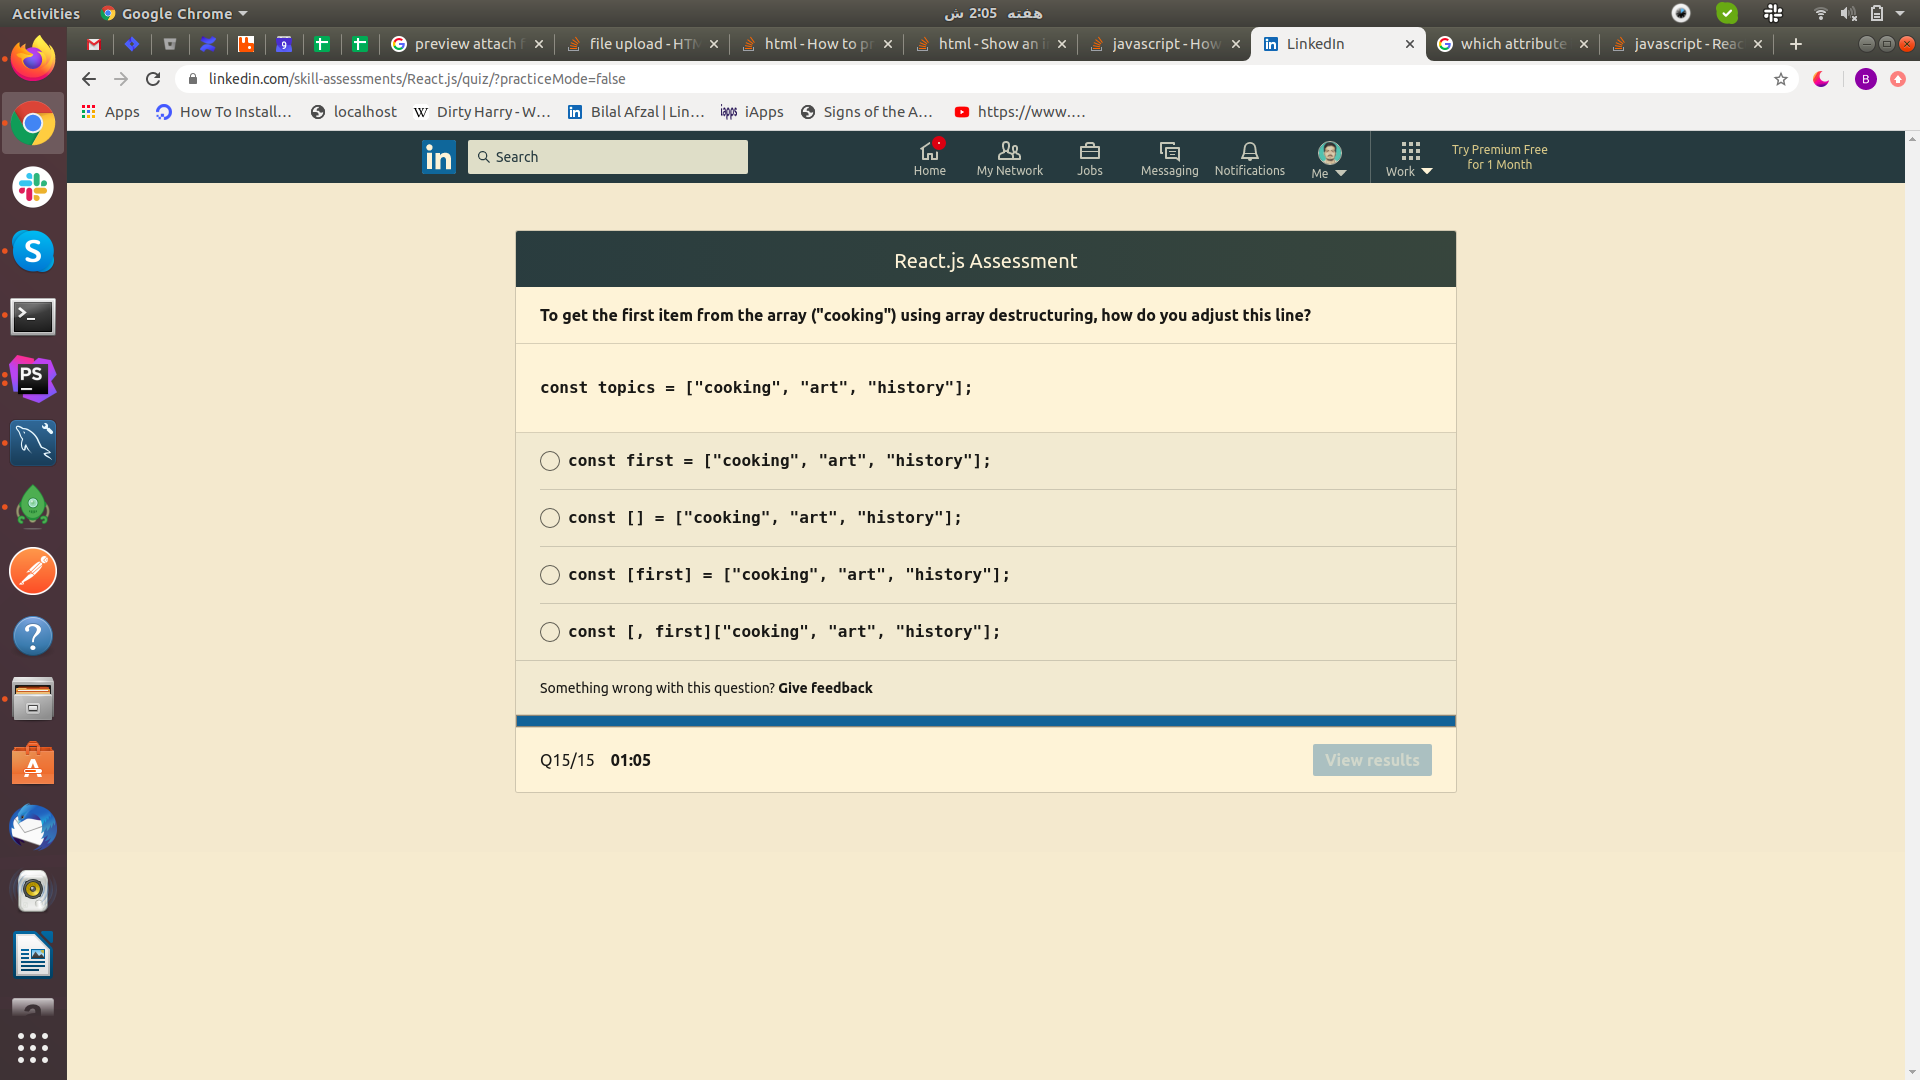 Activities
Google Chrome
هفته 2:05 ش
preview attach f
file upload - HTM
html - How to pr
html - Show an i
javascript - How
LinkedIn
which attribute
javascript - Reac
linkedin.com/skill-assessments/React.js/quiz/?practiceMode=false
B
Apps
How To Install...
localhost
W
Dirty Harry - W...
Bilal Afzal | Lin...
iApps
Signs of the A...
https://www....
in
Search
Home
My Network
Jobs
Messaging
Notifications
Me
Work
Try Premium Free
for 1 Month
React.js Assessment
To get the first item from the array ("cooking") using array destructuring, how do you adjust this line?
const topics = ["cooking", "art", "history"];
const first = ["cooking", "art", "history"];
const [] = ["cooking", "art", "history"];
const [first] = ["cooking", "art", "history"];
const [, first]["cooking", "art", "history"];
Something wrong with this question? Give feedback
Q15/15 01:05
View results
S
PS